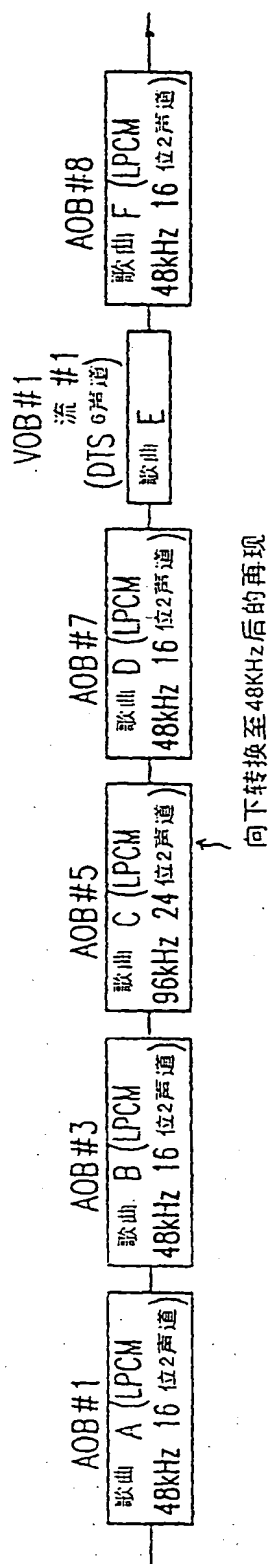 AOB#1
歌曲 A (LPCM
48kHz 16 位2声道)
AOB#3
歌曲 B (LPCM
48kHz 16 位2声道)
AOB#5
歌曲 C (LPCM
96kHz 24 位2声道)
向下转换至48KHz后的再现
AOB#7
歌曲 D (LPCM
48kHz 16 位2声道)
VOB#1
流 #1
(DTS 6声道)
歌曲 E
AOB#8
歌曲 F (LPCM
48kHz 16 位2声道)